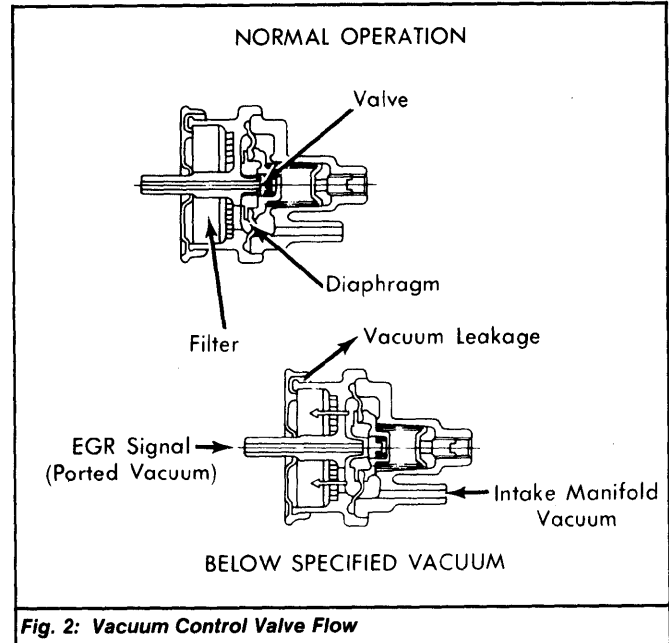 NORMAL OPERATION
Valve
Diaphragm
Filter
Vacuum Leakage
EGR Signal
(Ported Vacuum)
Intake Manifold
Vacuum
BELOW SPECIFIED VACUUM
Fig. 2: Vacuum Control Valve Flow